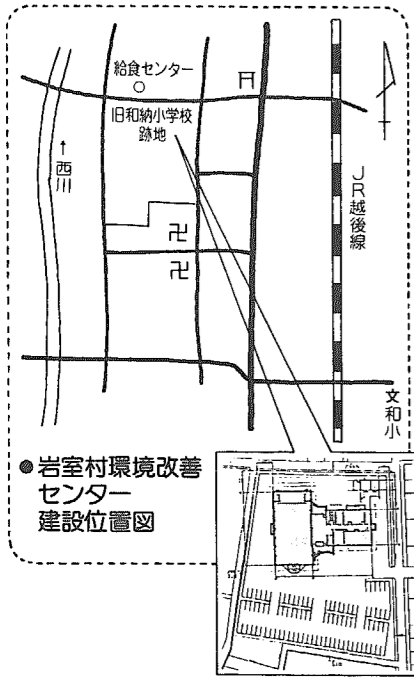 給食センター
旧和納小学校
跡地
↑西川
JR越後線
文和小
●岩室村環境改善
センター
建設位置図